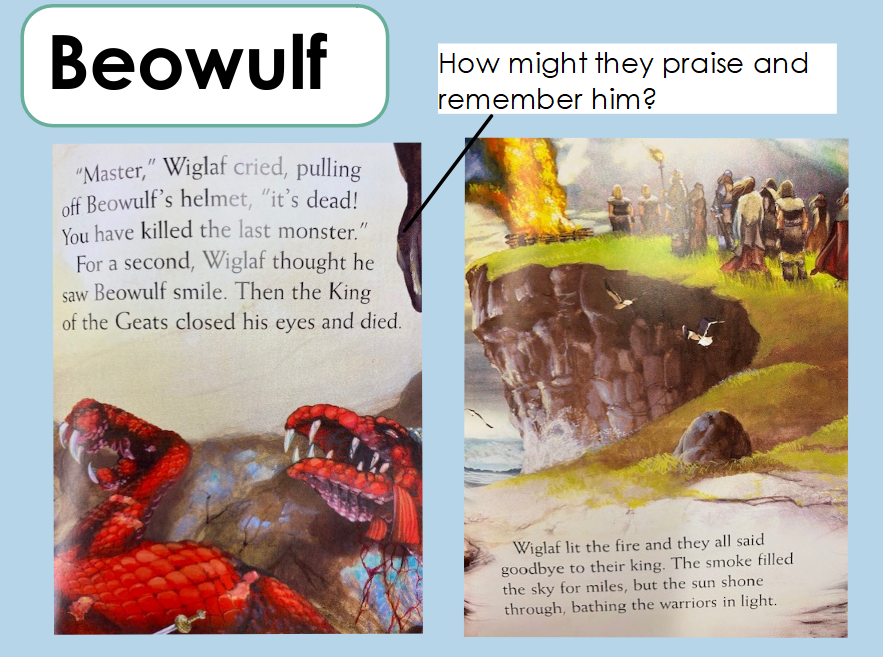 Beowulf
How might they praise and
remember him?
“Master,” Wiglaf cried, pulling
off Beowulf’s helmet, “it’s dead!
You have killed the last monster.”
For a second, Wiglaf thought he
saw Beowulf smile. Then the King
of the Geats closed his eyes and died.
Wiglaf lit the fire and they all said
goodbye to their king. The smoke filled
the sky for miles, but the sun shone
through, bathing the warriors in light.